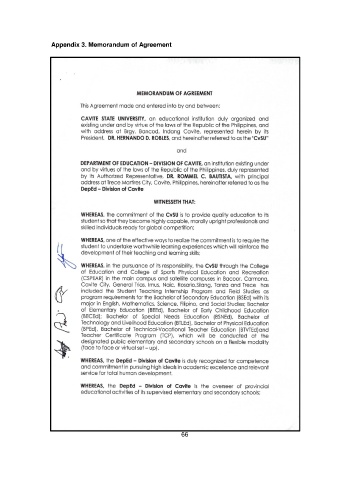 Appendix 3. Memorandum of Agreement
MEMORANDUM OF AGREEMENT
This Agreement made and entered into by and between:
CAVITE STATE UNIVERSITY, an educational institution duly organized and
existing under and by virtue of the laws of the Republic of the Philippines, and
with address at Brgy. Bancod, Indang Cavite, represented herein by its
President, DR. HERNANDO D. ROBLES, and hereinafter referred to as the "CvSU"
and
DEPARTMENT OF EDUCATION – DIVISION OF CAVITE, an institution existing under
and by virtues of the laws of the Republic of the Philippines, duly represented
by its Authorized Representative, DR. ROMMEL C. BAUTISTA, with principal
address at Trece Martires City, Cavite, Philippines, hereinafter referred to as the
DepEd – Division of Cavite
WITNESSETH THAT:
WHEREAS, the commitment of the CvSU is to provide quality education to its
student so that they become highly capable, morally upright professionals and
skilled individuals ready for global competition;
WHEREAS, one of the effective ways to realize the commitment is to require the
student to undertake worthwhile learning experiences which will reinforce the
development of their teaching and learning skills;
WHEREAS, in the pursuance of its responsibility, the CvSU through the College
of Education and College of Sports Physical Education and Recreation
(CSPEAR) in the main campus and satellite campuses in Bacoor, Carmona,
Cavite City, General Trias, Imus, Naic, Rosario, Silang, Tanza and Trece has
included the Student Teaching Internship Program and Field Studies as
program requirements for the Bachelor of Secondary Education (BSEd) with its
major in English, Mathematics, Science, Filipino, and Social Studies; Bachelor
of Elementary Education (BEEd), Bachelor of Early Childhood Education
(BECEd); Bachelor of Special Needs Education (BSNEd), Bachelor of
Technology and Livelihood Education (BTLEd), Bachelor of Physical Education
(BPEd), Bachelor of Technical-Vocational Teacher Education (BTVTEd) and
Teacher Certificate Program (TCP), which will be conducted at the
designated public elementary and secondary schools on a flexible modality
(face to face or virtual set – up).
WHEREAS, the DepEd – Division of Cavite is duly recognized for competence
and commitment in pursuing high ideals in academic excellence and relevant
service for total human development;
WHEREAS, the DepEd – Division of Cavite is the overseer of provincial
educational activities of its supervised elementary and secondary schools;
66